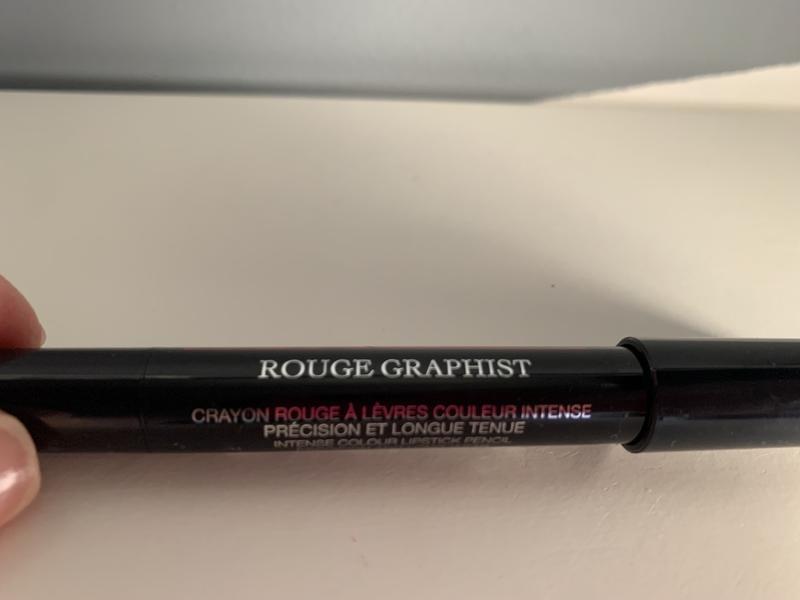 ROUGE GRAPHIST
CRAYON ROUGE À LÈVRES COULEUR INTENSE
PRÉCISION ET LONGUE TENUE
INTENSE COLOUR LIPSTICK PENCIL